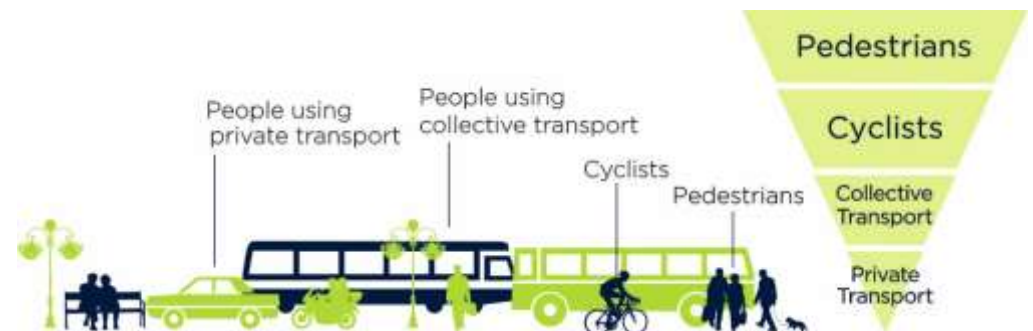 People using
private transport
People using
collective transport
Cyclists
Pedestrians
Pedestrians
Cyclists
Collective
Transport
Private
Transport